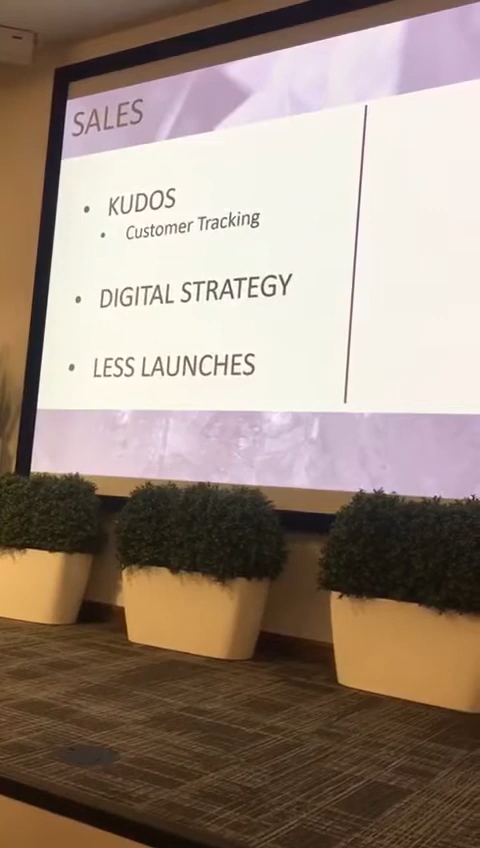 SALES
• KUDOS
• Customer Tracking
• DIGITAL STRATEGY
• LESS LAUNCHES